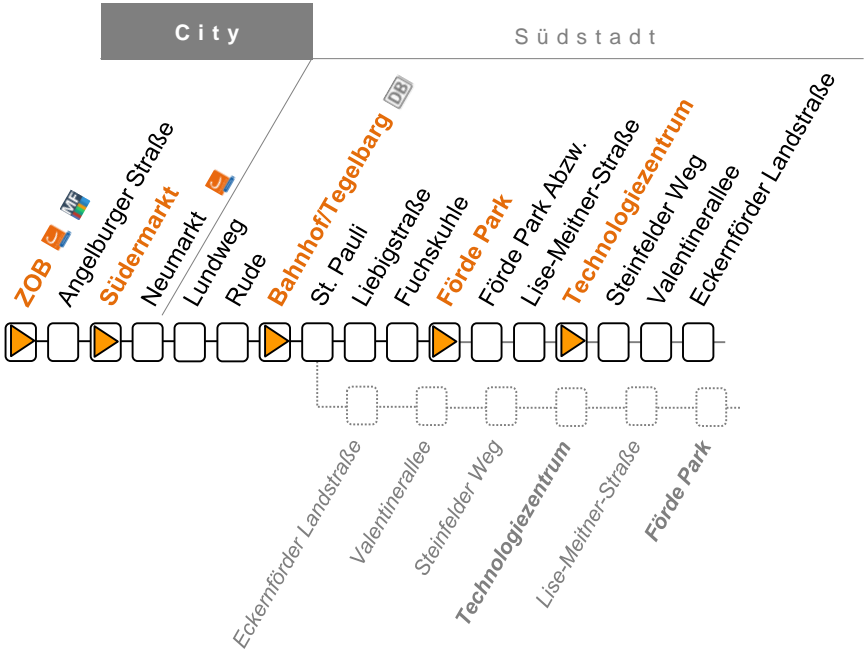 City
Südstadt
ZOB
MF
Angelburger Straße
Südermarkt
Neumarkt
Lundweg
Rude
Bahnhof/Tegelbarg
DB
St. Pauli
Liebigstraße
Fuchskuhle
Förde Park
Förde Park Abzw.
Lise-Meitner-Straße
Technologiezentrum
Steinfelder Weg
Valentinerallee
Eckernförder Landstraße
Eckernförder Landstraße
Valentinerallee
Steinfelder Weg
Technologiezentrum
Lise-Meitner-Straße
Förde Park